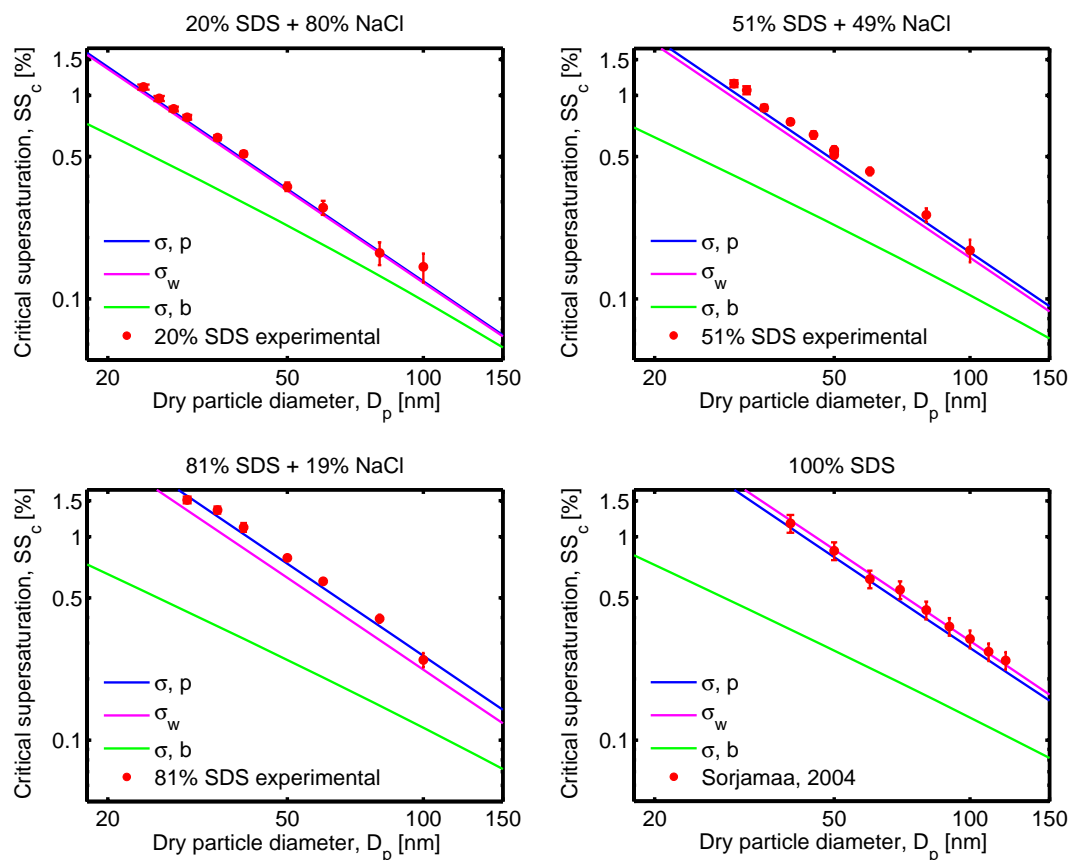 20% SDS + 80% NaCl
Critical supersaturation, SS_c [%]
1.5
1
0.5
0.1
σ, p
σ_w
σ, b
20% SDS experimental
20 50 100 150
Dry particle diameter, D_p [nm]
51% SDS + 49% NaCl
Critical supersaturation, SS_c [%]
1.5
1
0.5
0.1
σ, p
σ_w
σ, b
51% SDS experimental
20 50 100 150
Dry particle diameter, D_p [nm]
81% SDS + 19% NaCl
Critical supersaturation, SS_c [%]
1.5
1
0.5
0.1
σ, p
σ_w
σ, b
81% SDS experimental
20 50 100 150
Dry particle diameter, D_p [nm]
100% SDS
Critical supersaturation, SS_c [%]
1.5
1
0.5
0.1
σ, p
σ_w
σ, b
Sorjamaa, 2004
20 50 100 150
Dry particle diameter, D_p [nm]